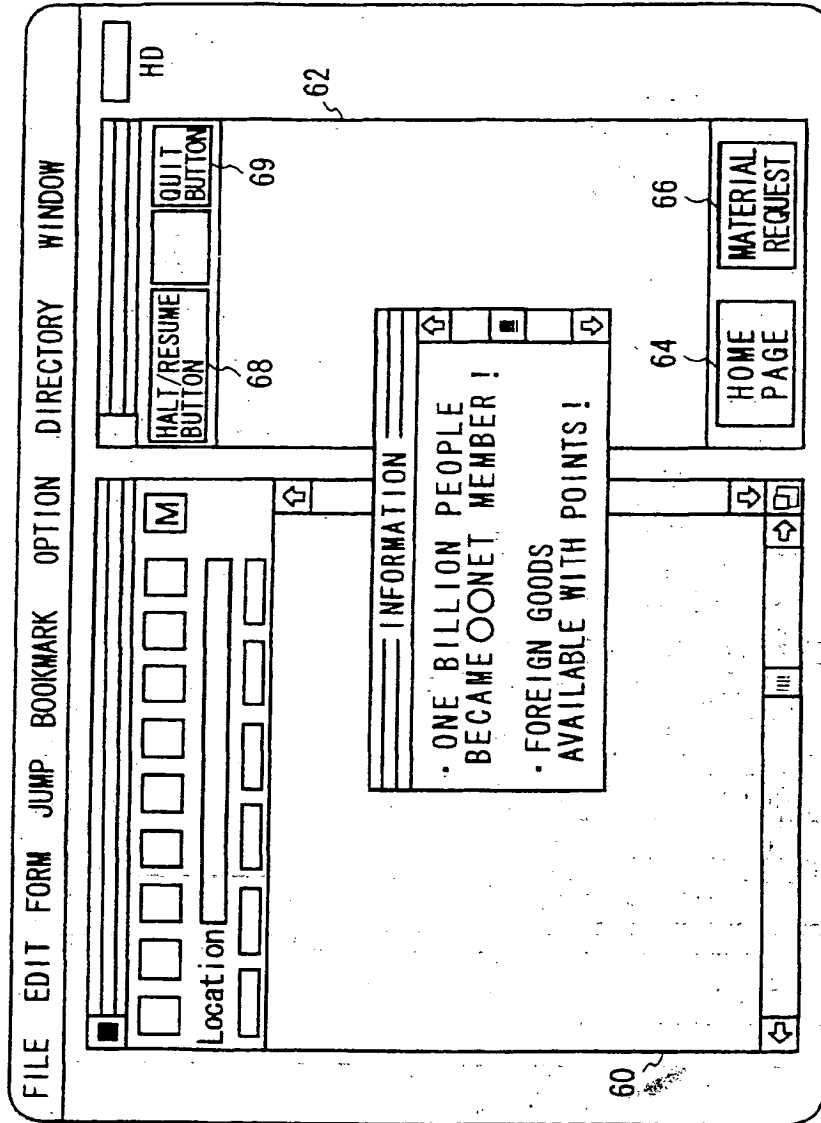 FILE EDIT FORM JUMP BOOKMARK OPTION DIRECTORY WINDOW
HD
M
Location
HALT/RESUME
BUTTON
QUIT
BUTTON
68
69
62
INFORMATION
・ONE BILLION PEOPLE
BECAME○○NET MEMBER!
・FOREIGN GOODS
AVAILABLE WITH POINTS!
64
66
HOME
PAGE
MATERIAL
REQUEST
60